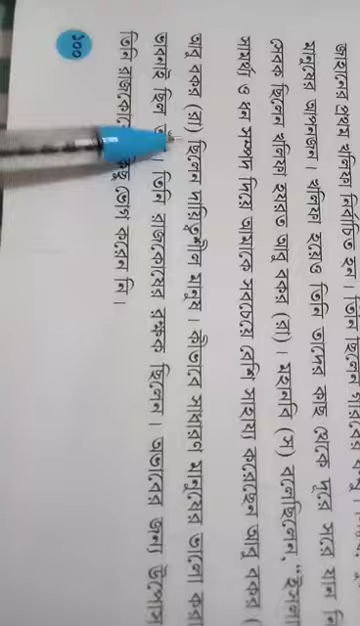 জাহানের প্রথম খলিফা নির্বাচিত হন। তিনি ছিলেন গরিবের
মানুষের আপনজন। খলিফা হয়েও তিনি তাদের কাছ থেকে দূরে সরে যান নি
সেবক ছিলেন খলিফা হযরত আবু বকর (রা)। মহানবি (স) বলেছিলেন, “ইসলা
সামর্থ্য ও ধন সম্পদ দিয়ে আমাকে সবচেয়ে বেশি সাহায্য করেছেন আবু বকর (
আবু বকর (রা) ছিলেন দায়িত্বশীল মানুষ। কীভাবে সাধারণ মানুষের ভালো করা
ভাবনাই ছিল । তিনি রাজকোষের রক্ষক ছিলেন। অভাবের জন্য উপোস
তিনি রাজকো কিছু ভোগ করেন নি।
১০০